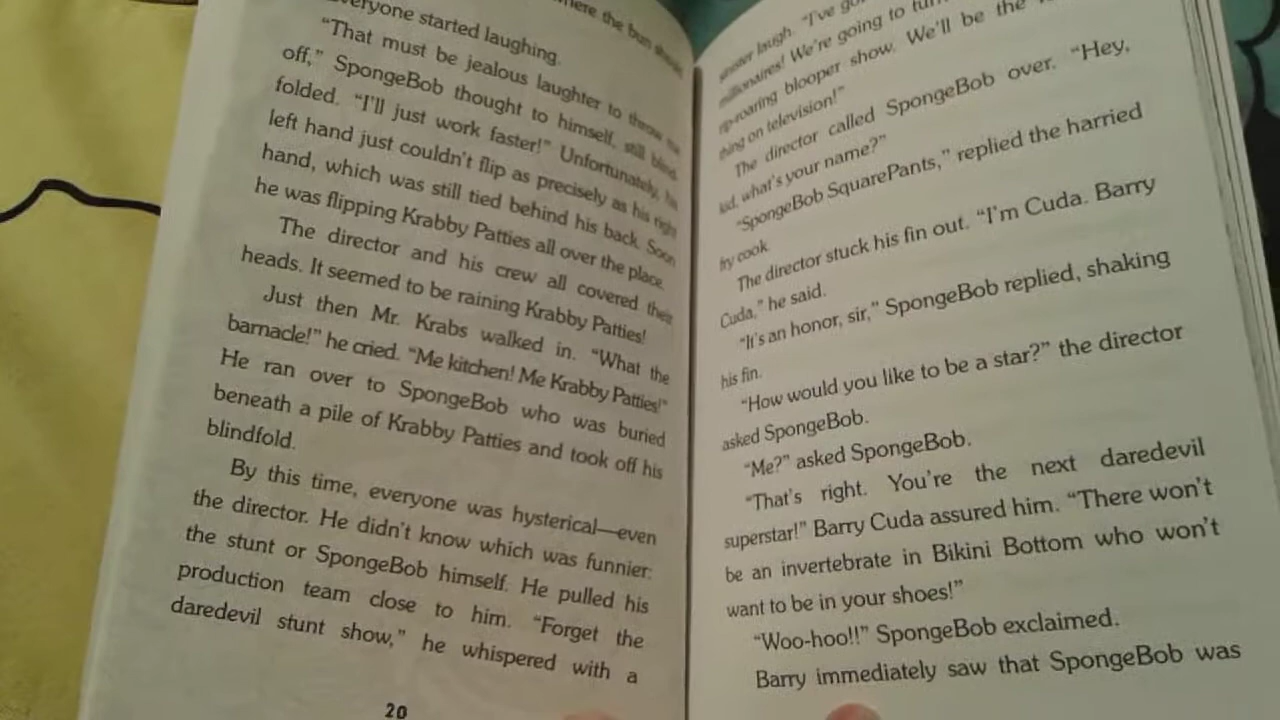 where the bun should
everyone started laughing.
“That must be jealous laughter to throw me
off,” SpongeBob thought to himself, still blind-
folded. “I’ll just work faster!” Unfortunately, his
left hand just couldn’t flip as precisely as his right
hand, which was still tied behind his back. Soon
he was flipping Krabby Patties all over the place.
The director and his crew all covered their
heads. It seemed to be raining Krabby Patties!
Just then Mr. Krabs walked in. “What the
barnacle!” he cried. “Me kitchen! Me Krabby Patties!”
He ran over to SpongeBob who was buried
beneath a pile of Krabby Patties and took off his
blindfold.
By this time, everyone was hysterical—even
the director. He didn’t know which was funnier:
the stunt or SpongeBob himself. He pulled his
production team close to him. “Forget the
daredevil stunt show,” he whispered with a
20
sinister laugh. “I’ve
millionaires! We’re going to turn
rip-roaring blooper show. We’ll be the
thing on television!”
The director called SpongeBob over. “Hey,
kid, what’s your name?”
“SpongeBob SquarePants,” replied the harried
fry cook.
The director stuck his fin out. “I’m Cuda. Barry
Cuda,” he said.
“It’s an honor, sir,” SpongeBob replied, shaking
his fin.
“How would you like to be a star?” the director
asked SpongeBob.
“Me?” asked SpongeBob.
“That’s right. You’re the next daredevil
superstar!” Barry Cuda assured him. “There won’t
be an invertebrate in Bikini Bottom who won’t
want to be in your shoes!”
“Woo-hoo!!” SpongeBob exclaimed.
Barry immediately saw that SpongeBob was